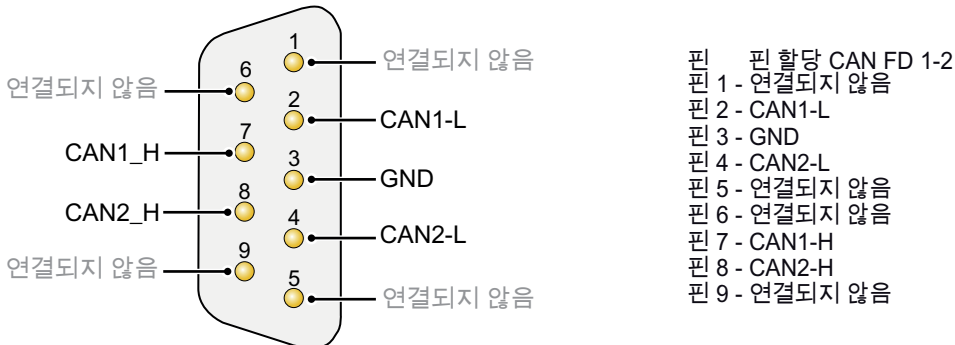 1
연결되지 않음
6
연결되지 않음
2
CAN1-L
7
CAN1_H
3
GND
8
CAN2_H
4
CAN2-L
9
연결되지 않음
5
연결되지 않음
핀 핀 할당 CAN FD 1-2
핀 1 - 연결되지 않음
핀 2 - CAN1-L
핀 3 - GND
핀 4 - CAN2-L
핀 5 - 연결되지 않음
핀 6 - 연결되지 않음
핀 7 - CAN1-H
핀 8 - CAN2-H
핀 9 - 연결되지 않음